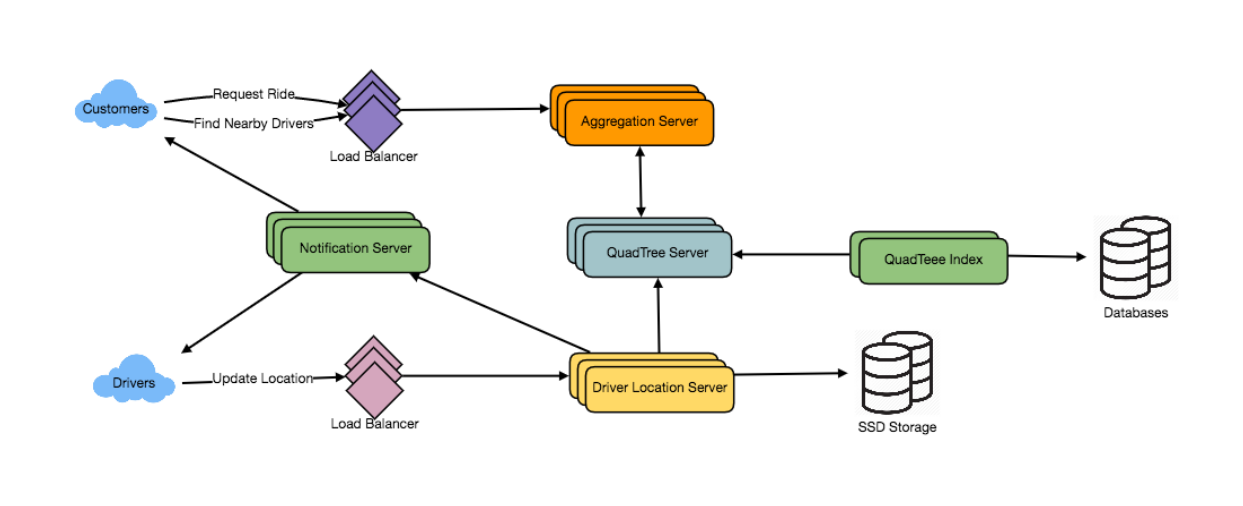 Request Ride
Customers
Find Nearby Drivers
Aggregation Server
Load Balancer
Notification Server
QuadTree Server
QuadTeee Index
Databases
Drivers
Update Location
Driver Location Server
Load Balancer
SSD Storage